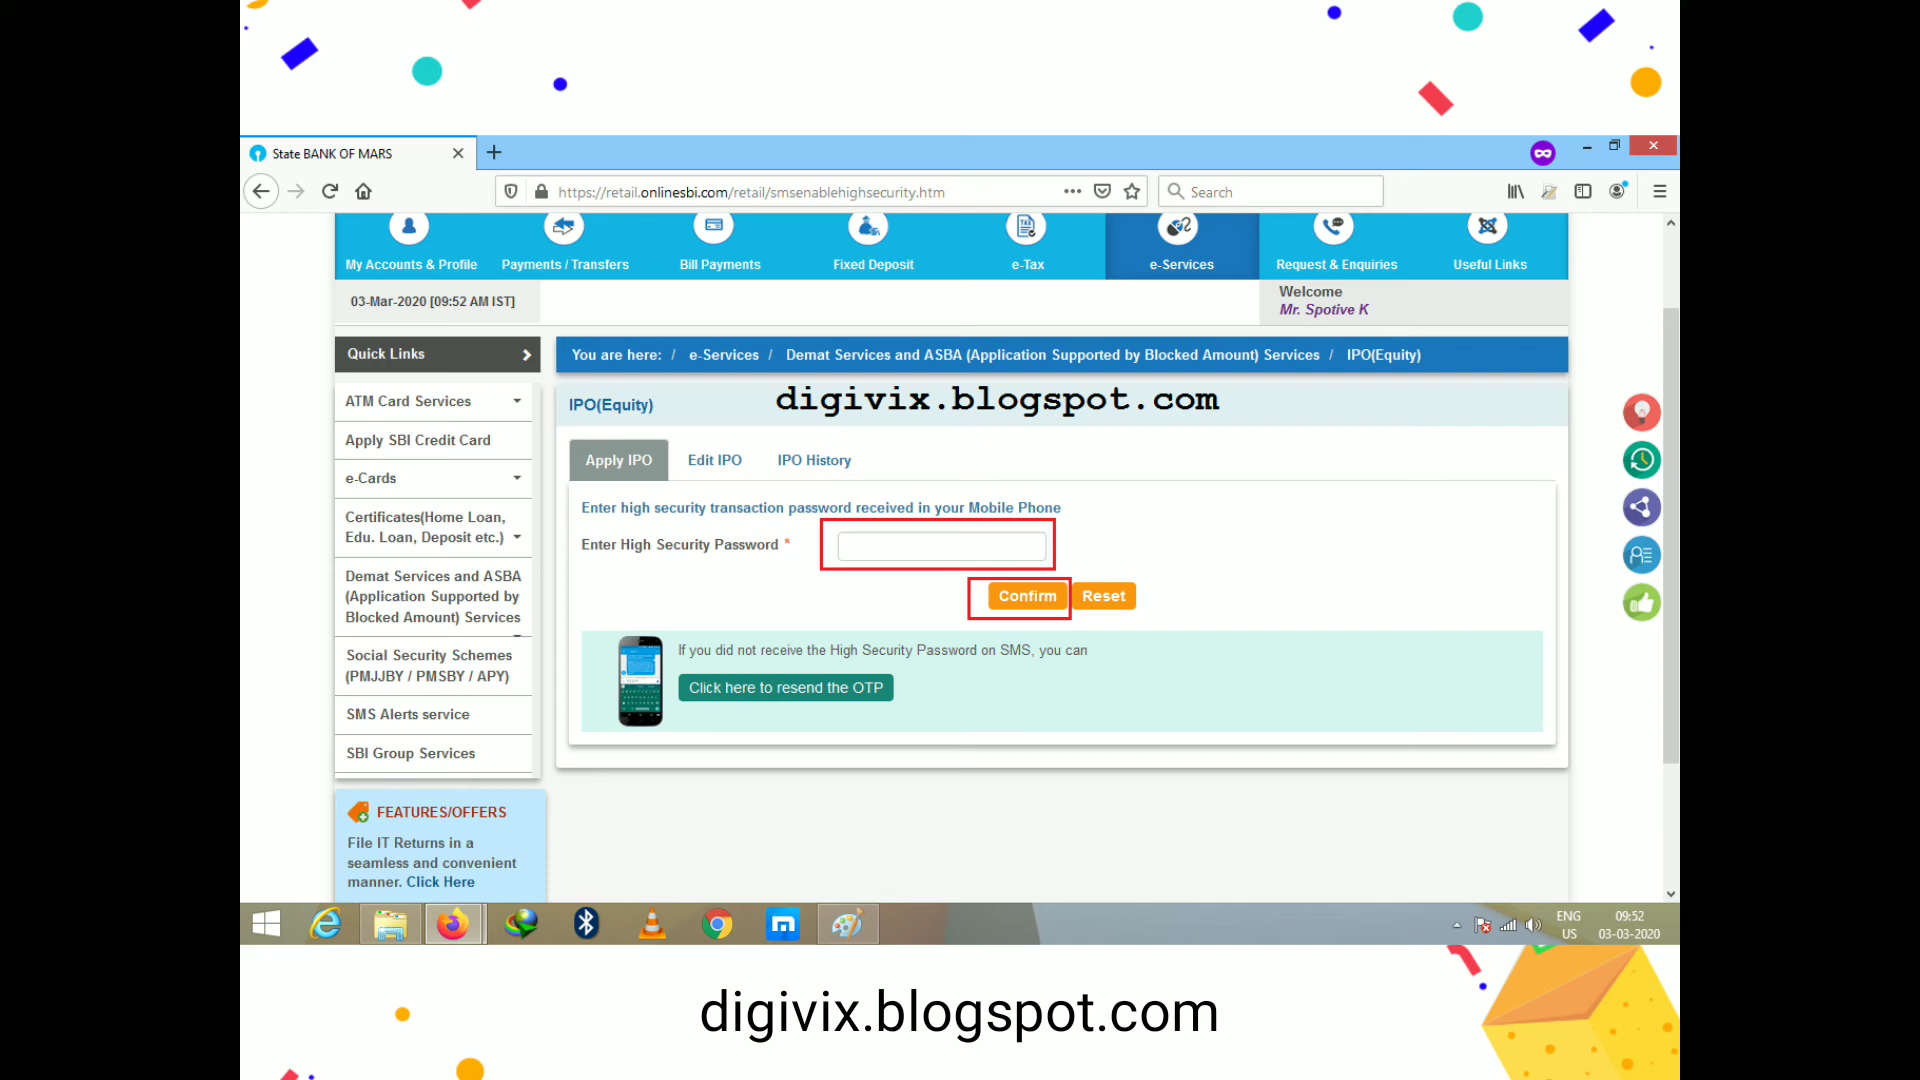 State BANK OF MARS
https://retail.onlinesbi.com/retail/smsenablehighsecurity.htm
Search
My Accounts & Profile
Payments / Transfers
Bill Payments
Fixed Deposit
TAX
e-Tax
e-Services
Request & Enquiries
Useful Links
03-Mar-2020 [09:52 AM IST]
Welcome
Mr. Spotive K
Quick Links
You are here: / e-Services / Demat Services and ASBA (Application Supported by Blocked Amount) Services / IPO(Equity)
ATM Card Services
Apply SBI Credit Card
e-Cards
Certificates(Home Loan,
Edu. Loan, Deposit etc.)
Demat Services and ASBA
(Application Supported by
Blocked Amount) Services
Social Security Schemes
(PMJJBY / PMSBY / APY)
SMS Alerts service
SBI Group Services
FEATURES/OFFERS
File IT Returns in a
seamless and convenient
manner. Click Here
IPO(Equity)
digivix.blogspot.com
Apply IPO
Edit IPO
IPO History
Enter high security transaction password received in your Mobile Phone
Enter High Security Password *
Confirm
Reset
If you did not receive the High Security Password on SMS, you can
Click here to resend the OTP
ENG
US
09:52
03-03-2020
digivix.blogspot.com